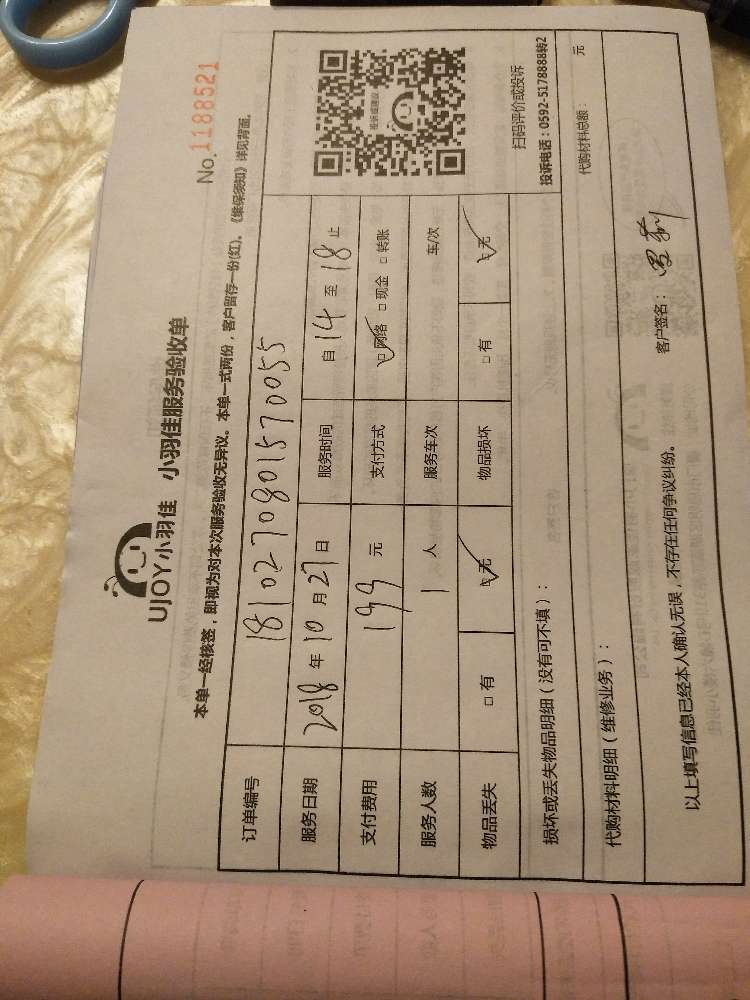 UJOY小羽佳 小羽佳服务验收单
No.1188521
本单一经核签，即视为对本次服务验收无异议。本单一式两份，客户留存一份(红)。《维保须知》详见背面。
订单编号 1810270801570055
服务日期 2018年10月27日 服务时间 自14至18止
支付费用 199元 支付方式 ☑网络 □现金 □转账
服务人数 1人 服务车次 车/次
物品丢失 □有 ☑无 物品损坏 □有 ☑无
投诉或建议
扫码评价或投诉
投诉电话：0592-5178888转2
损坏或丢失物品明细（没有可不填）：
代购材料明细（维修业务）： 代购材料总额： 元
以上填写信息已经本人确认无误，不存在任何争议纠纷。 客户签名：